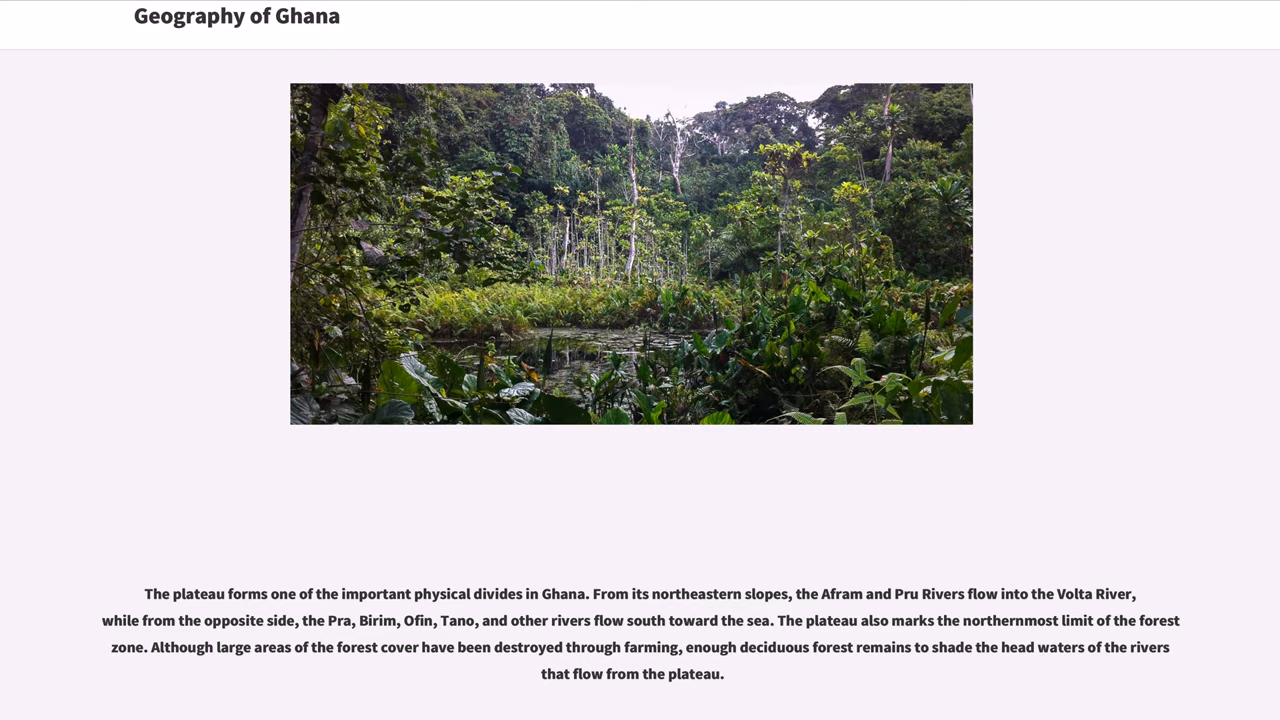 Geography of Ghana
The plateau forms one of the important physical divides in Ghana. From its northeastern slopes, the Afram and Pru Rivers flow into the Volta River,
while from the opposite side, the Pra, Birim, Ofin, Tano, and other rivers flow south toward the sea. The plateau also marks the northernmost limit of the forest
zone. Although large areas of the forest cover have been destroyed through farming, enough deciduous forest remains to shade the head waters of the rivers
that flow from the plateau.